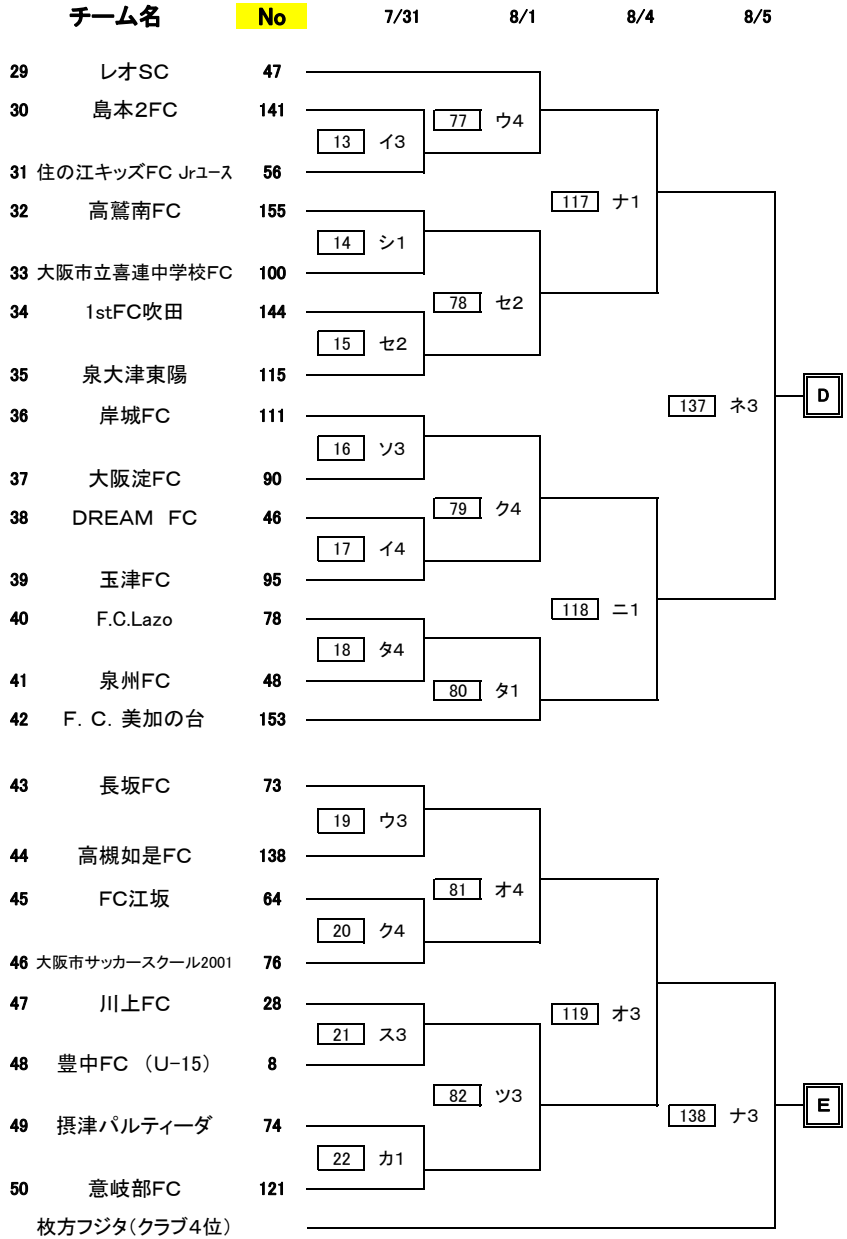 チーム名 No 7/31 8/1 8/4 8/5
29 レオSC 47
30 島本2FC 141
77 ウ4
13 イ3
31 住の江キッズFC Jrユース 56
117 ナ1
32 高鷲南FC 155
14 シ1
33 大阪市立喜連中学校FC 100
78 セ2
34 1stFC吹田 144
15 セ2
35 泉大津東陽 115
137 ネ3 D
36 岸城FC 111
16 ソ3
37 大阪淀FC 90
79 ク4
38 DREAM FC 46
17 イ4
39 玉津FC 95
118 ニ1
40 F.C.Lazo 78
18 タ4
41 泉州FC 48
80 タ1
42 F. C. 美加の台 153
43 長坂FC 73
19 ウ3
44 高槻如是FC 138
81 オ4
45 FC江坂 64
20 ク4
46 大阪市サッカースクール2001 76
47 川上FC 28
119 オ3
21 ス3
48 豊中FC (U-15) 8
82 ツ3
138 ナ3 E
49 摂津パルティーダ 74
22 カ1
50 意岐部FC 121
枚方フジタ(クラブ4位)